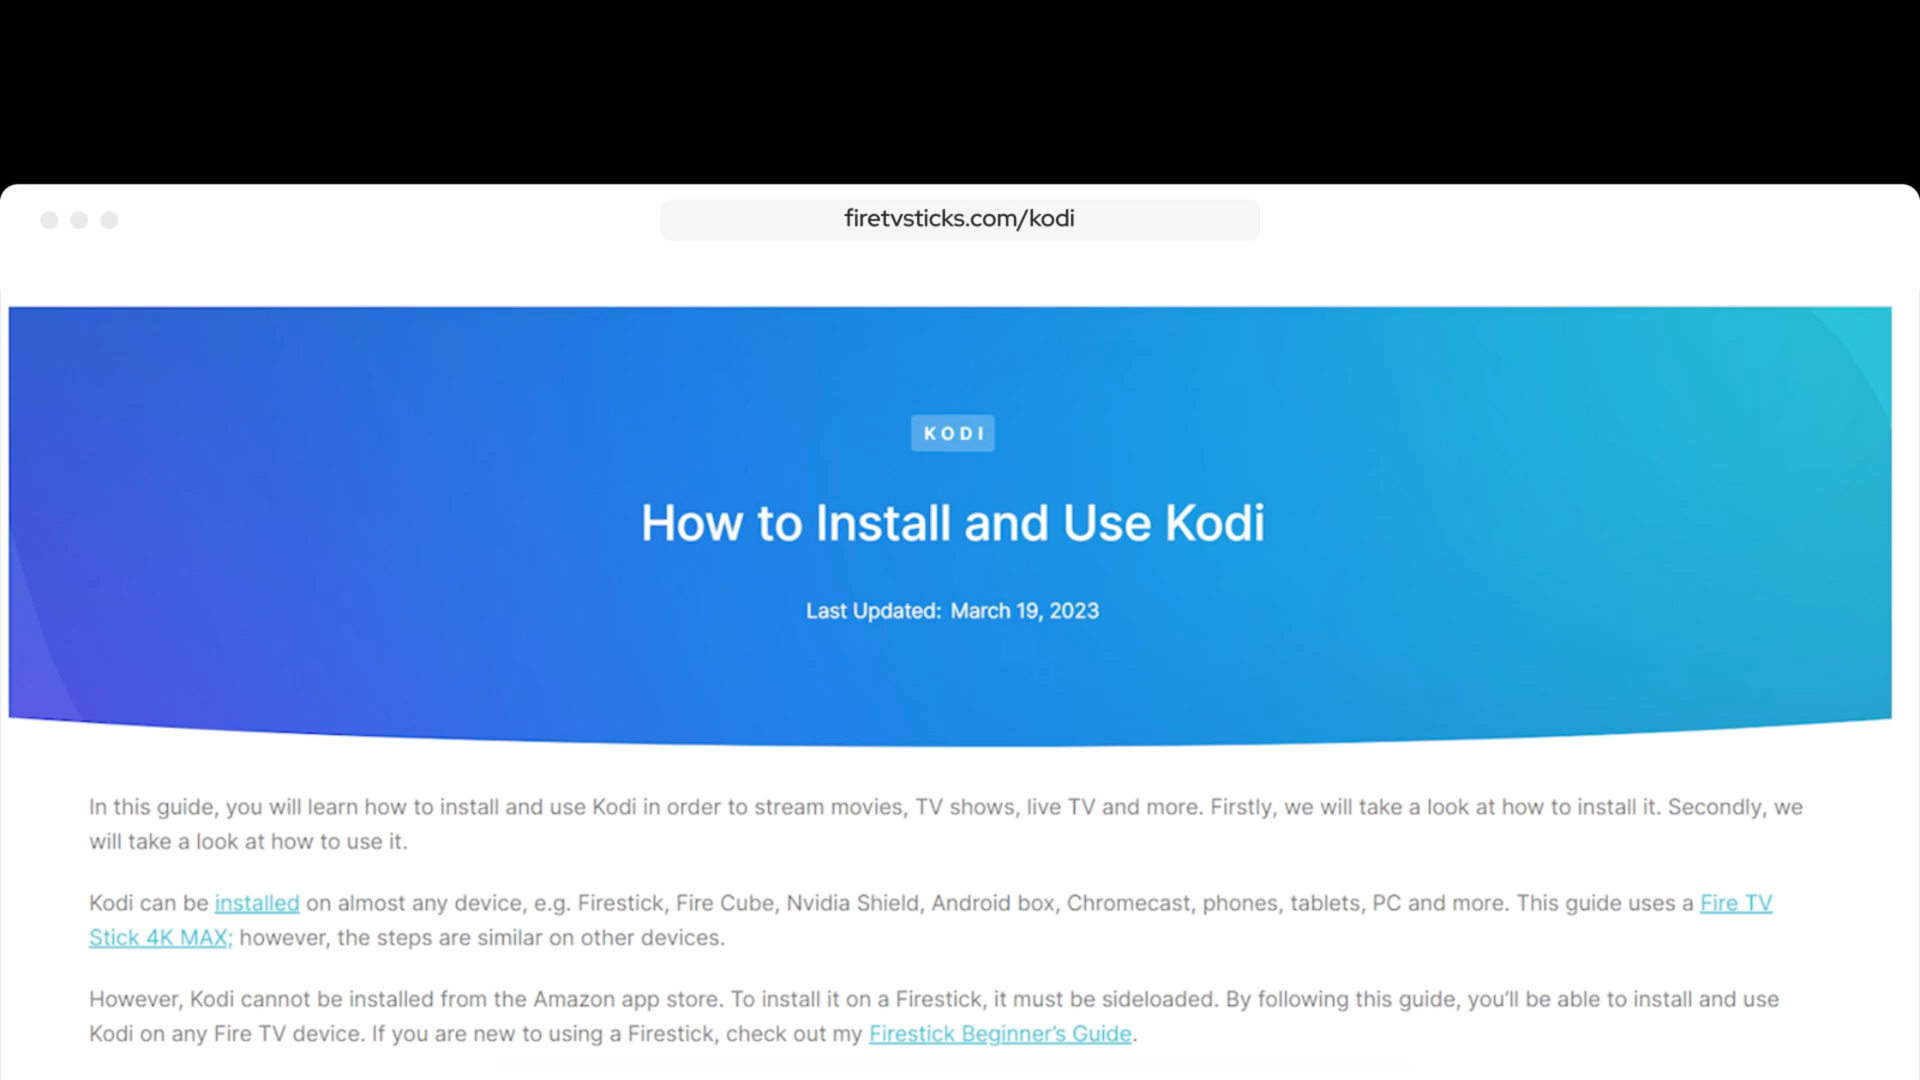 firetvsticks.com/kodi
KODI
How to Install and Use Kodi
Last Updated: March 19, 2023
In this guide, you will learn how to install and use Kodi in order to stream movies, TV shows, live TV and more. Firstly, we will take a look at how to install it. Secondly, we
will take a look at how to use it.
Kodi can be installed on almost any device, e.g. Firestick, Fire Cube, Nvidia Shield, Android box, Chromecast, phones, tablets, PC and more. This guide uses a Fire TV
Stick 4K MAX; however, the steps are similar on other devices.
However, Kodi cannot be installed from the Amazon app store. To install it on a Firestick, it must be sideloaded. By following this guide, you’ll be able to install and use
Kodi on any Fire TV device. If you are new to using a Firestick, check out my Firestick Beginner’s Guide.